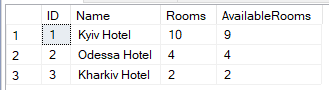 ID Name Rooms AvailableRooms
1 1 Kyiv Hotel 10 9
2 2 Odessa Hotel 4 4
3 3 Kharkiv Hotel 2 2